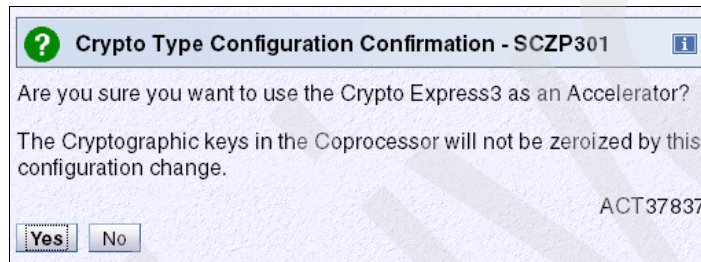 Crypto Type Configuration Confirmation - SCZP301
Are you sure you want to use the Crypto Express3 as an Accelerator?
The Cryptographic keys in the Coprocessor will not be zeroized by this
configuration change.
ACT37837
Yes No